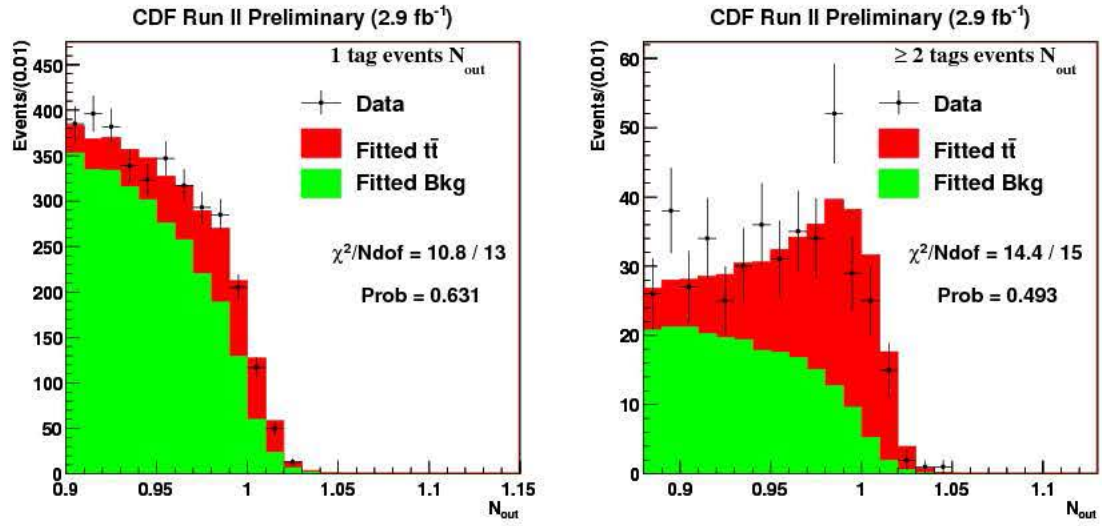 CDF Run II Preliminary (2.9 fb⁻¹)
Events/(0.01)
450
400
350
300
250
200
150
100
50
0
1 tag events N_out
Data
Fitted tt̄
Fitted Bkg
χ²/Ndof = 10.8 / 13
Prob = 0.631
0.9 0.95 1 1.05 1.1 1.15
N_out
CDF Run II Preliminary (2.9 fb⁻¹)
Events/(0.01)
60
50
40
30
20
10
0
≥ 2 tags events N_out
Data
Fitted tt̄
Fitted Bkg
χ²/Ndof = 14.4 / 15
Prob = 0.493
0.9 0.95 1 1.05 1.1
N_out